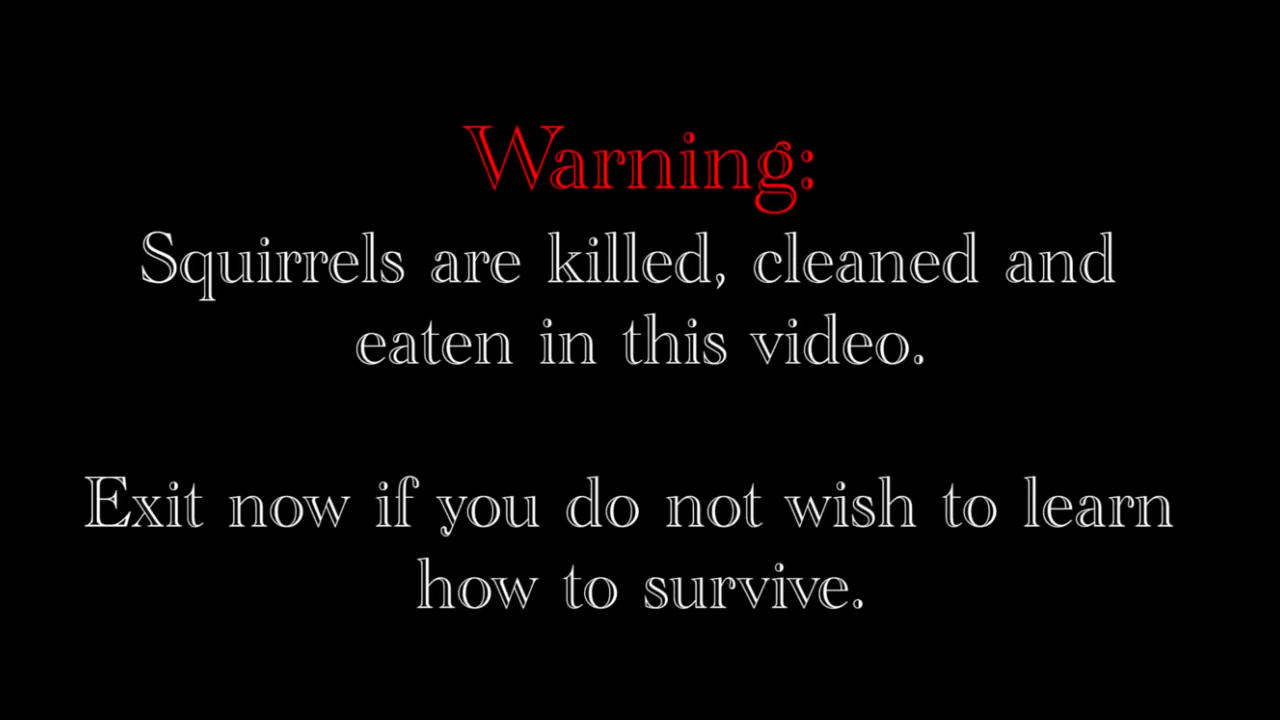 Warning:
Squirrels are killed, cleaned and
eaten in this video.
Exit now if you do not wish to learn
how to survive.